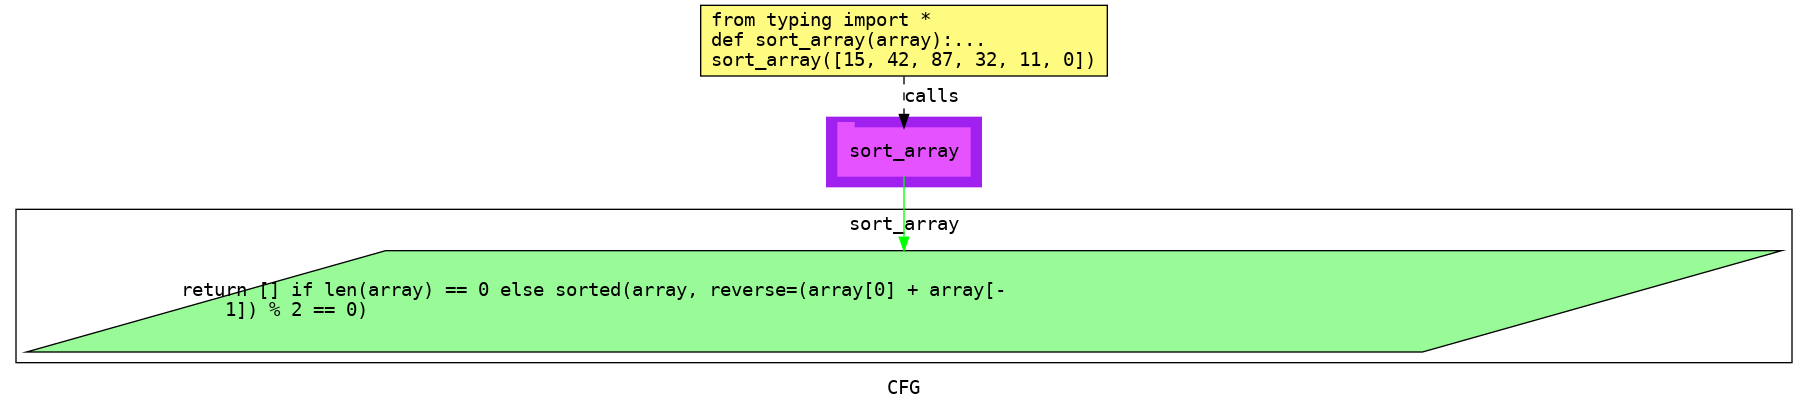 from typing import *
def sort_array(array):...
sort_array([15, 42, 87, 32, 11, 0])
calls
sort_array
sort_array
return [] if len(array) == 0 else sorted(array, reverse=(array[0] + array[-
1]) % 2 == 0)
CFG